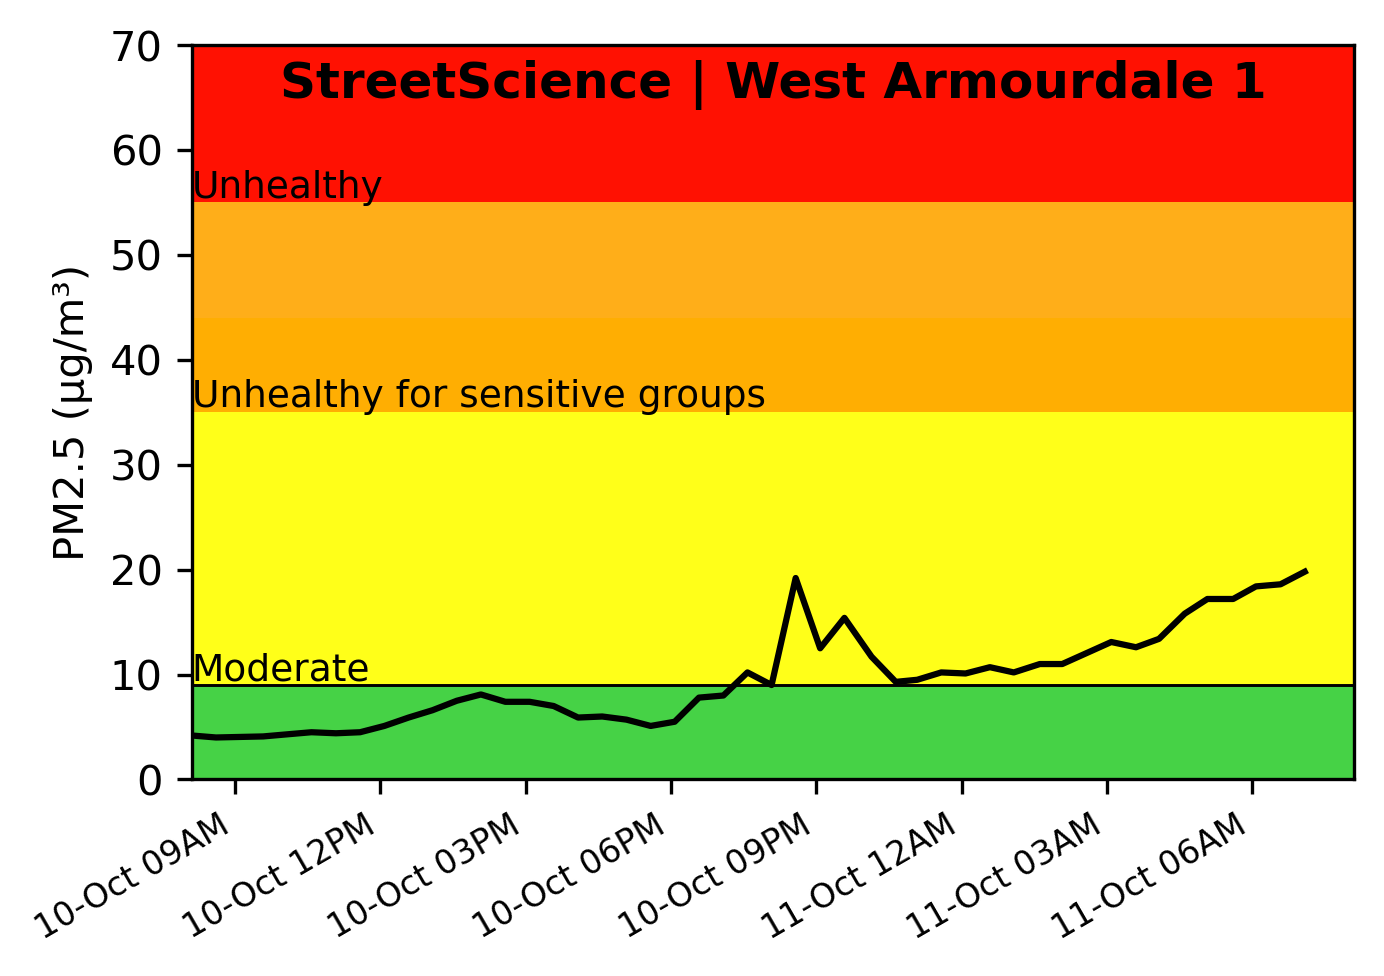 StreetScience | West Armourdale 1
PM2.5 (µg/m³)
70
60
50
40
30
20
10
0
Unhealthy
Unhealthy for sensitive groups
Moderate
10-Oct 09AM
10-Oct 12PM
10-Oct 03PM
10-Oct 06PM
10-Oct 09PM
11-Oct 12AM
11-Oct 03AM
11-Oct 06AM